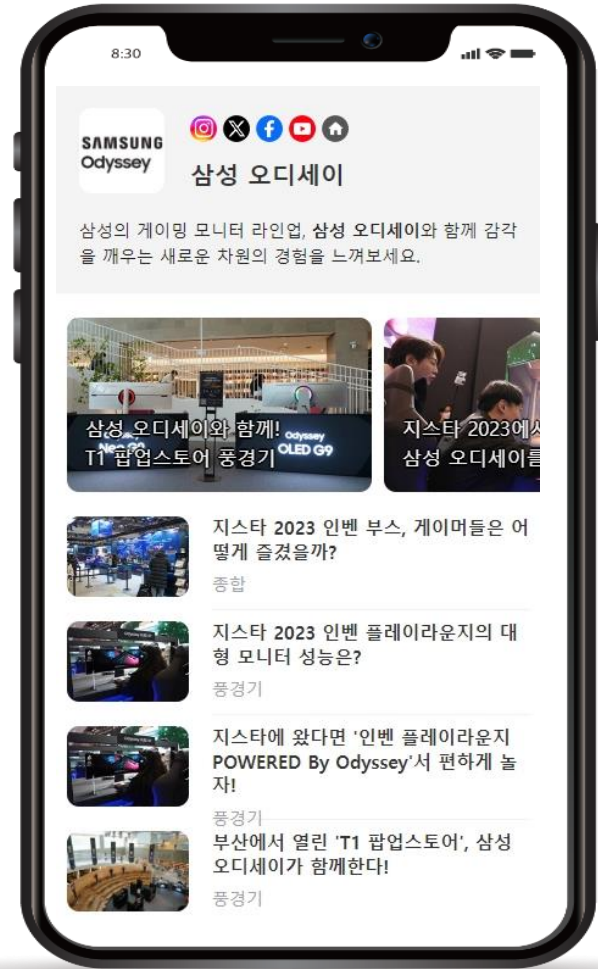 8:30
SAMSUNG
Odyssey
삼성 오디세이
삼성의 게이밍 모니터 라인업, 삼성 오디세이와 함께 감각
을 깨우는 새로운 차원의 경험을 느껴보세요.
삼성 오디세이와 함께!
T1 팝업스토어 풍경기
Neo G9
Odyssey
OLED G9
지스타 2023에서
삼성 오디세이를
지스타 2023 인벤 부스, 게이머들은 어
떻게 즐겼을까?
종합
지스타 2023 인벤 플레이라운지의 대
형 모니터 성능은?
풍경기
지스타에 왔다면 '인벤 플레이라운지
POWERED By Odyssey'서 편하게 놀
자!
풍경기
부산에서 열린 'T1 팝업스토어', 삼성
오디세이가 함께한다!
풍경기